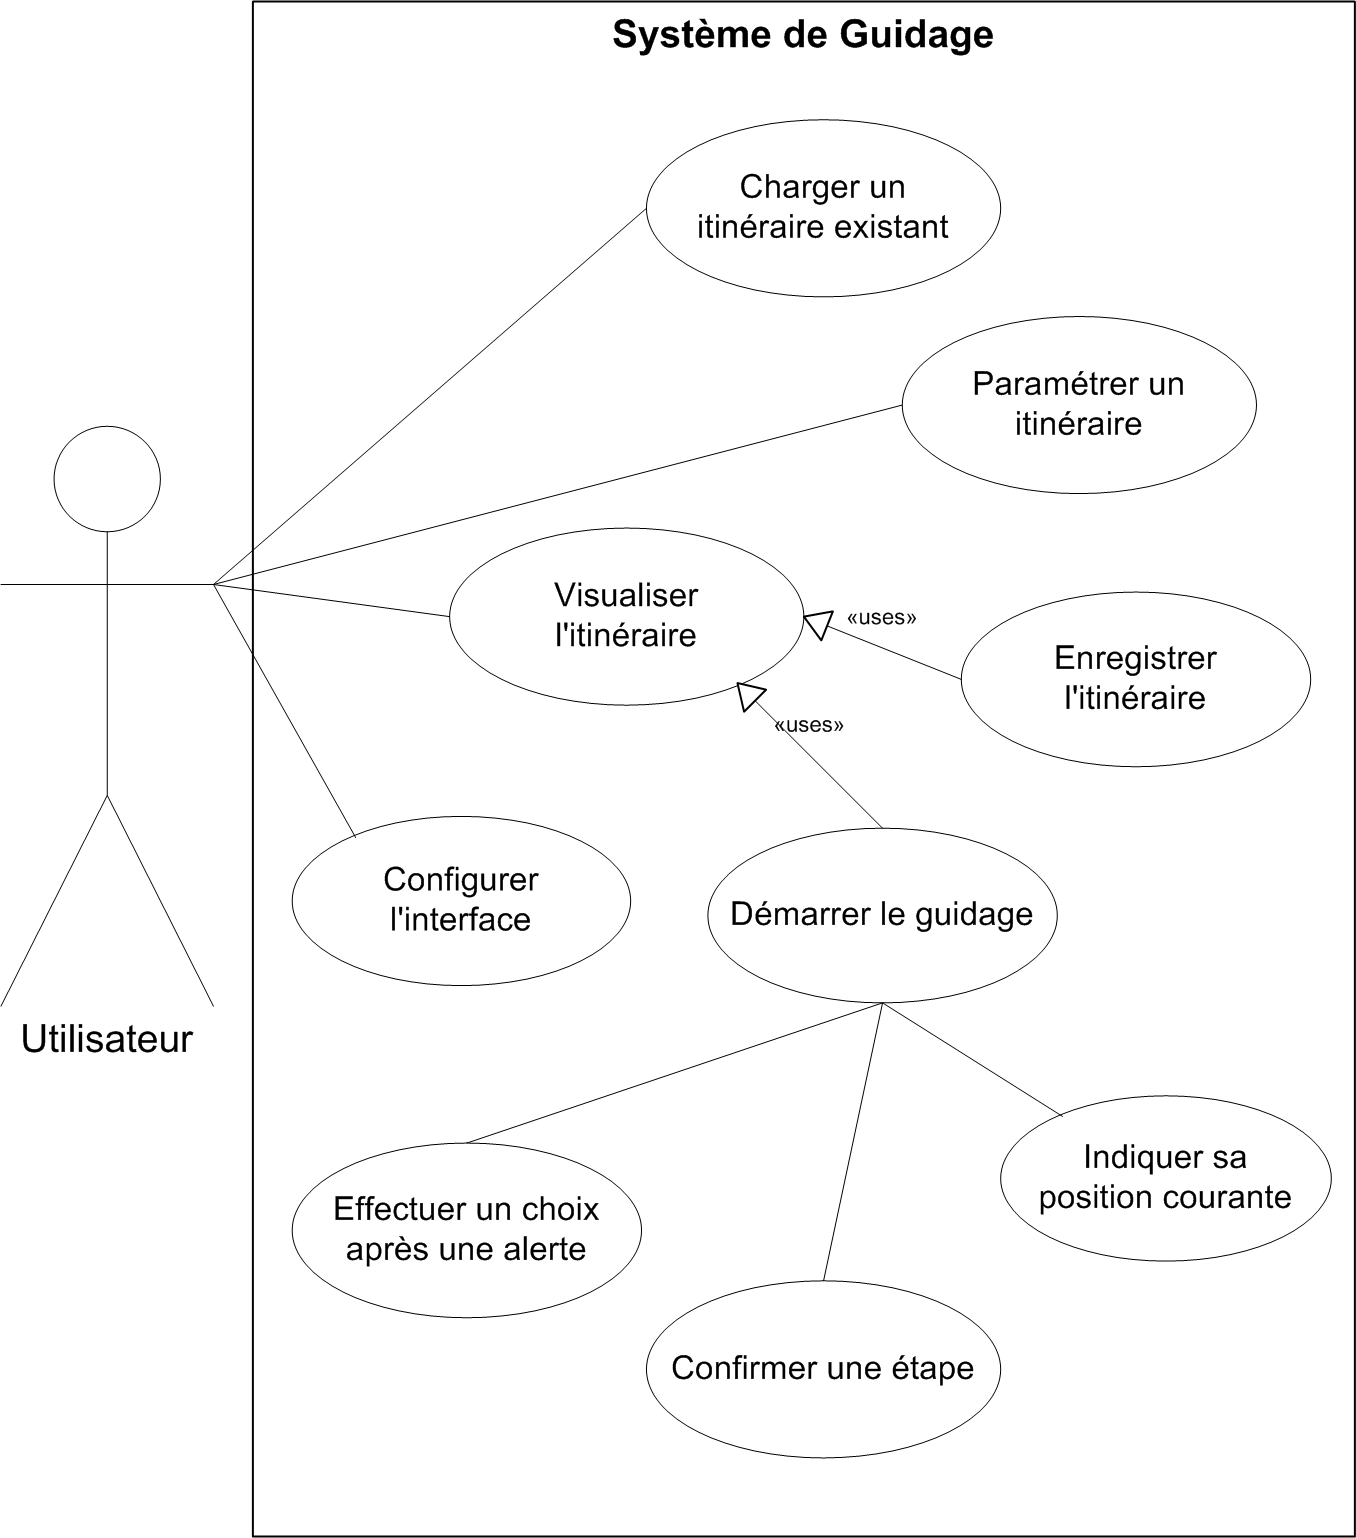 Système de Guidage
Charger un
itinéraire existant
Paramétrer un
itinéraire
Visualiser
l'itinéraire
«uses»
Enregistrer
l'itinéraire
«uses»
Configurer
l'interface
Démarrer le guidage
Utilisateur
Indiquer sa
position courante
Effectuer un choix
après une alerte
Confirmer une étape